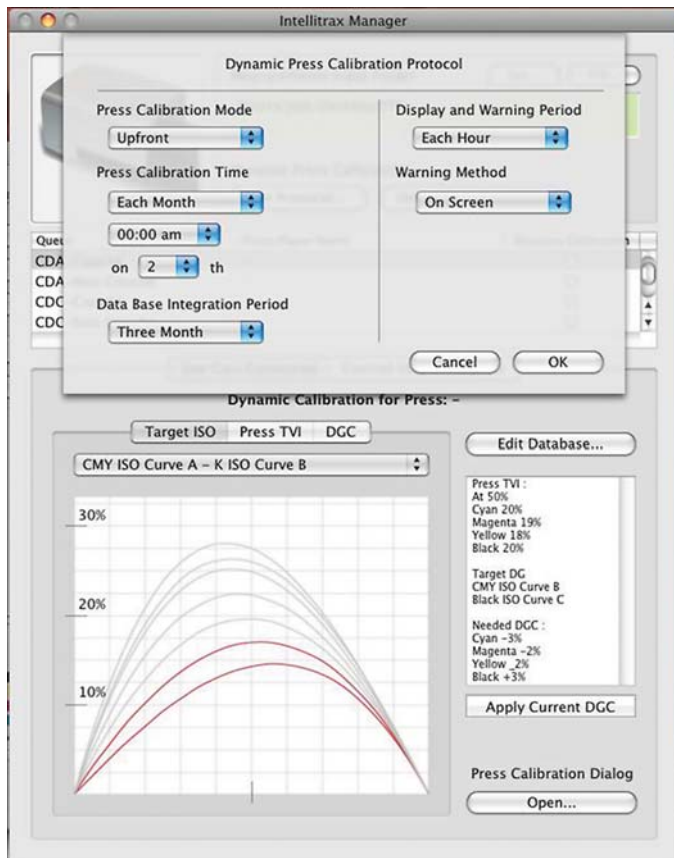 Intellitrax Manager
Dynamic Press Calibration Protocol
Press Calibration Mode
Upfront
Press Calibration Time
Each Month
00:00 am
on 2 th
Data Base Integration Period
Three Month
Display and Warning Period
Each Hour
Warning Method
On Screen
Cancel OK
Queu
CDA
CDA
CDC
CDC
Dynamic Calibration for Press: –
Target ISO Press TVI DGC
CMY ISO Curve A – K ISO Curve B
30%
20%
10%
Edit Database...
Press TVI :
At 50%
Cyan 20%
Magenta 19%
Yellow 18%
Black 20%
Target DG
CMY ISO Curve B
Black ISO Curve C
Needed DGC :
Cyan –3%
Magenta –2%
Yellow _2%
Black +3%
Apply Current DGC
Press Calibration Dialog
Open...